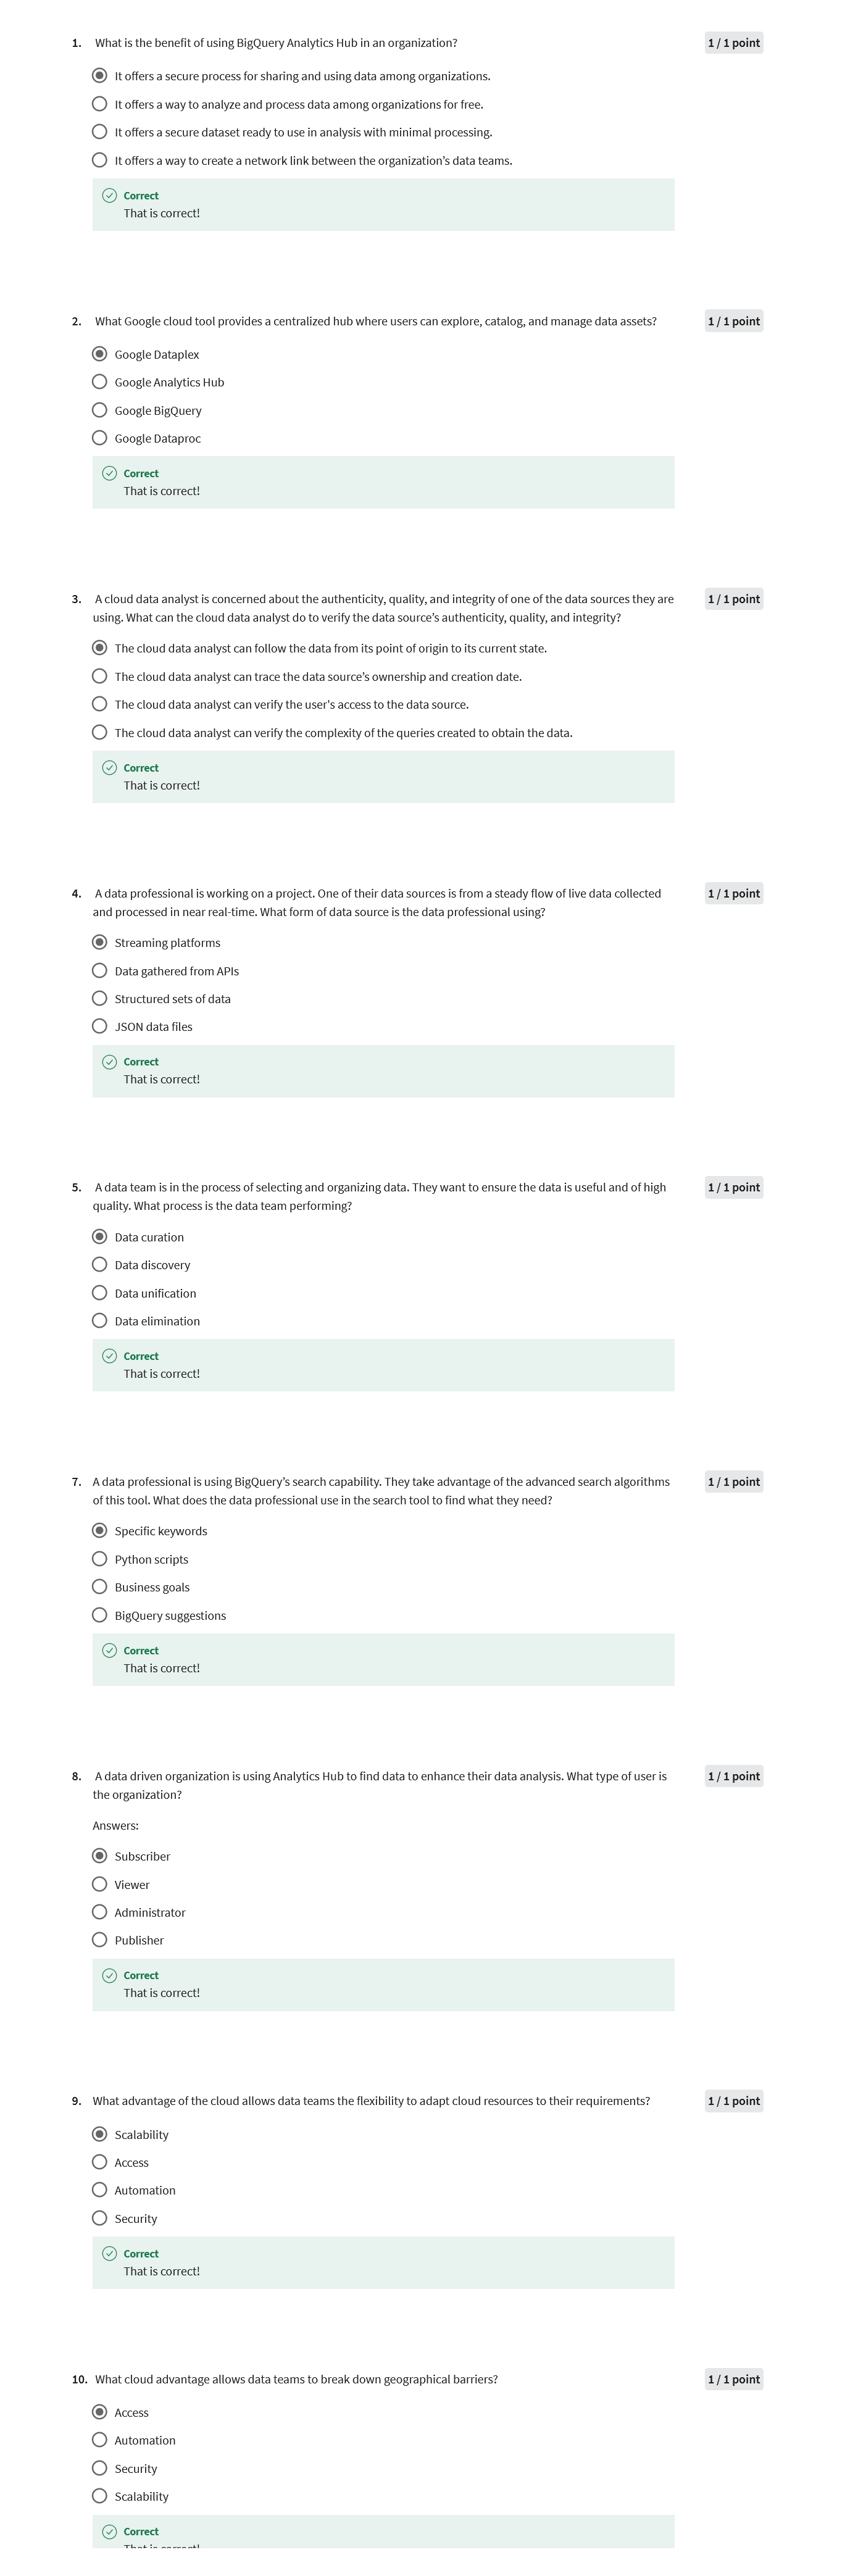 1. What is the benefit of using BigQuery Analytics Hub in an organization?
1 / 1 point
It offers a secure process for sharing and using data among organizations.
It offers a way to analyze and process data among organizations for free.
It offers a secure dataset ready to use in analysis with minimal processing.
It offers a way to create a network link between the organization’s data teams.
Correct
That is correct!
2. What Google cloud tool provides a centralized hub where users can explore, catalog, and manage data assets?
1 / 1 point
Google Dataplex
Google Analytics Hub
Google BigQuery
Google Dataproc
Correct
That is correct!
3. A cloud data analyst is concerned about the authenticity, quality, and integrity of one of the data sources they are
1 / 1 point
using. What can the cloud data analyst do to verify the data source’s authenticity, quality, and integrity?
The cloud data analyst can follow the data from its point of origin to its current state.
The cloud data analyst can trace the data source’s ownership and creation date.
The cloud data analyst can verify the user's access to the data source.
The cloud data analyst can verify the complexity of the queries created to obtain the data.
Correct
That is correct!
4. A data professional is working on a project. One of their data sources is from a steady flow of live data collected
1 / 1 point
and processed in near real-time. What form of data source is the data professional using?
Streaming platforms
Data gathered from APIs
Structured sets of data
JSON data files
Correct
That is correct!
5. A data team is in the process of selecting and organizing data. They want to ensure the data is useful and of high
1 / 1 point
quality. What process is the data team performing?
Data curation
Data discovery
Data unification
Data elimination
Correct
That is correct!
7. A data professional is using BigQuery’s search capability. They take advantage of the advanced search algorithms
1 / 1 point
of this tool. What does the data professional use in the search tool to find what they need?
Specific keywords
Python scripts
Business goals
BigQuery suggestions
Correct
That is correct!
8. A data driven organization is using Analytics Hub to find data to enhance their data analysis. What type of user is
1 / 1 point
the organization?
Answers:
Subscriber
Viewer
Administrator
Publisher
Correct
That is correct!
9. What advantage of the cloud allows data teams the flexibility to adapt cloud resources to their requirements?
1 / 1 point
Scalability
Access
Automation
Security
Correct
That is correct!
10. What cloud advantage allows data teams to break down geographical barriers?
1 / 1 point
Access
Automation
Security
Scalability
Correct
That is correct!